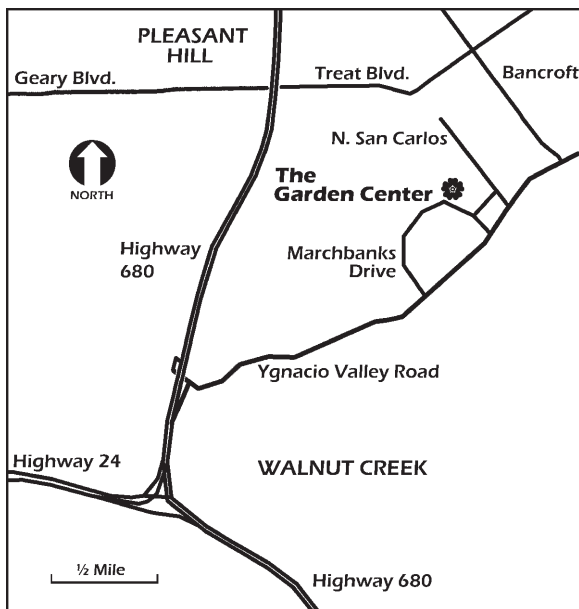 PLEASANT
HILL
Geary Blvd.
Treat Blvd.
Bancroft
N. San Carlos
NORTH
The
Garden Center
Highway
680
Marchbanks
Drive
Ygnacio Valley Road
Highway 24
WALNUT CREEK
½ Mile
Highway 680